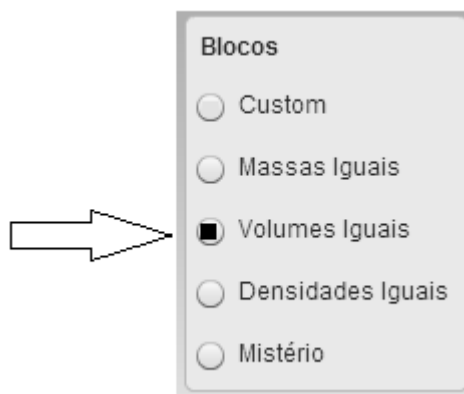 Blocos
Custom
Massas Iguais
Volumes Iguais
Densidades Iguais
Mistério